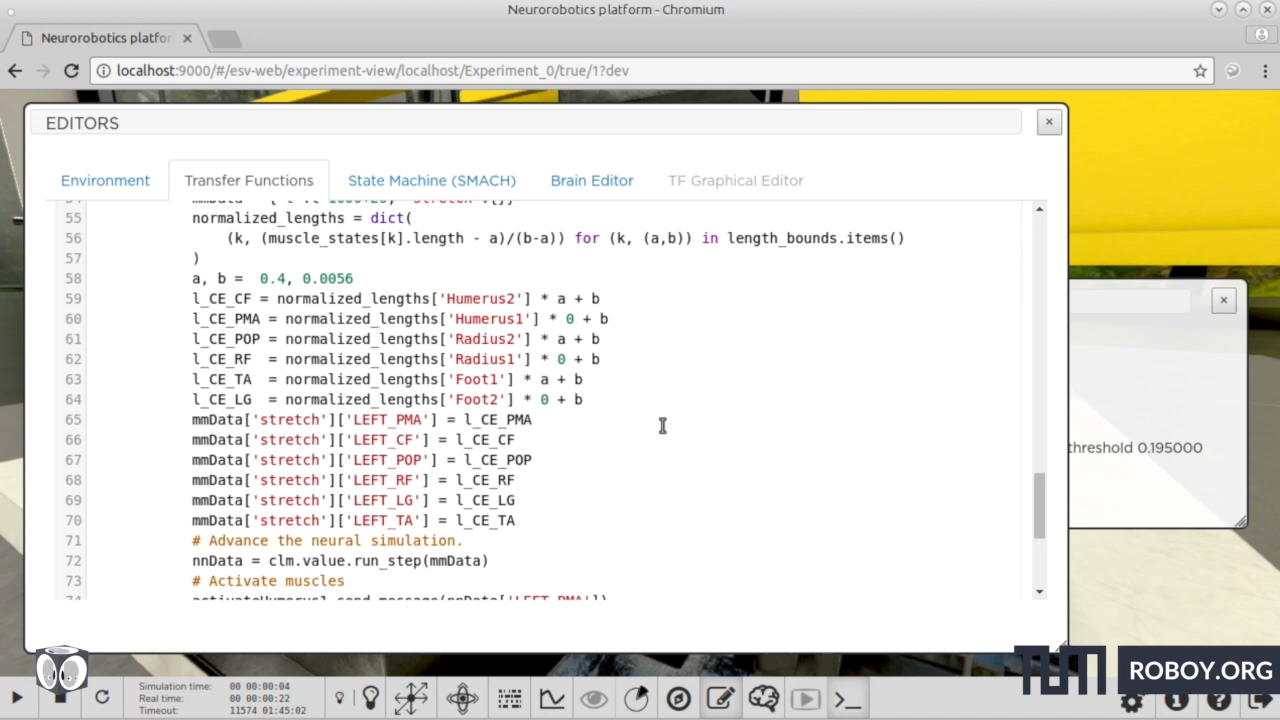 Neurorobotics platform - Chromium
Neurorobotics platfor
localhost:9000/#/esv-web/experiment-view/localhost/Experiment_0/true/1?dev
EDITORS
Environment Transfer Functions State Machine (SMACH) Brain Editor TF Graphical Editor
55 normalized_lengths = dict(
56 (k, (muscle_states[k].length - a)/(b-a)) for (k, (a,b)) in length_bounds.items()
57 )
58 a, b = 0.4, 0.0056
59 l_CE_CF = normalized_lengths['Humerus2'] * a + b
60 l_CE_PMA = normalized_lengths['Humerus1'] * 0 + b
61 l_CE_POP = normalized_lengths['Radius2'] * a + b
62 l_CE_RF = normalized_lengths['Radius1'] * 0 + b
63 l_CE_TA = normalized_lengths['Foot1'] * a + b
64 l_CE_LG = normalized_lengths['Foot2'] * 0 + b
65 mmData['stretch']['LEFT_PMA'] = l_CE_PMA
66 mmData['stretch']['LEFT_CF'] = l_CE_CF
67 mmData['stretch']['LEFT_POP'] = l_CE_POP
68 mmData['stretch']['LEFT_RF'] = l_CE_RF
69 mmData['stretch']['LEFT_LG'] = l_CE_LG
70 mmData['stretch']['LEFT_TA'] = l_CE_TA
71 # Advance the neural simulation.
72 nnData = clm.value.run_step(mmData)
73 # Activate muscles
74 activateHumerus1.send_message(nnData['LEFT_PMA'])
threshold 0.195000
Simulation time: 00 00:00:04
Real time: 00 00:00:22
Timeout: 11574 01:45:02
TUM ROBOY.ORG